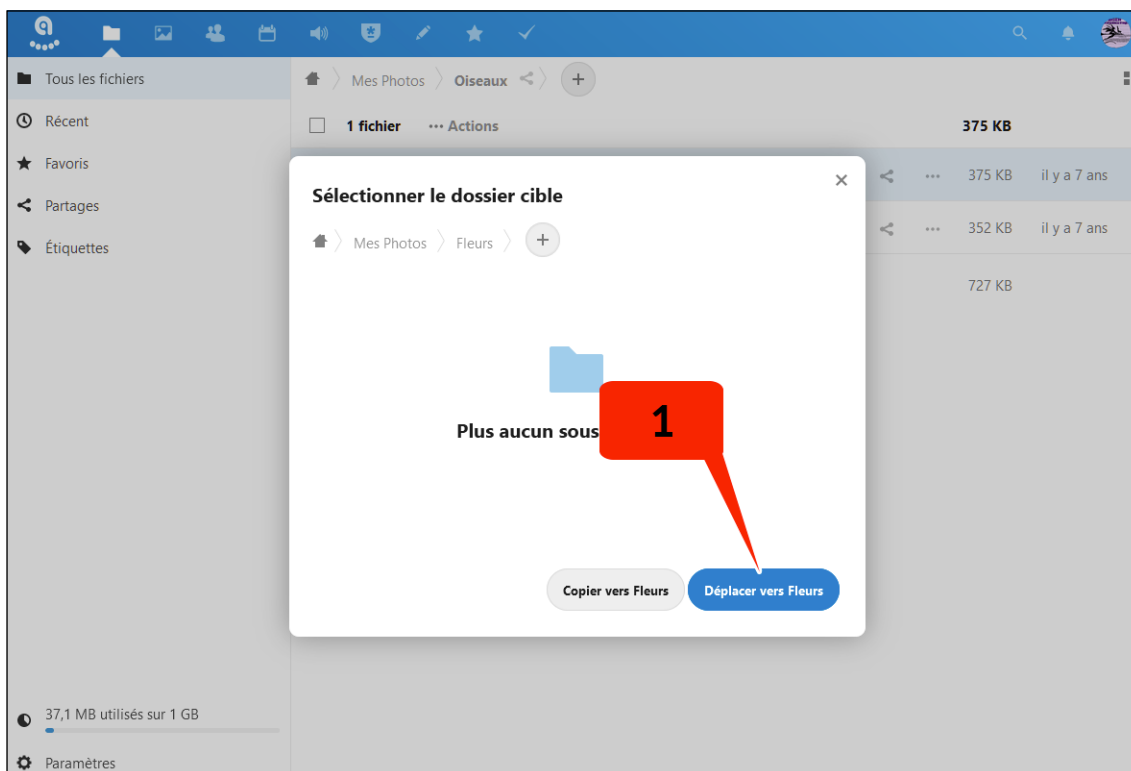 Tous les fichiers
Mes Photos Oiseaux +
Récent
1 fichier ••• Actions 375 KB
Favoris
Sélectionner le dossier cible
375 KB il y a 7 ans
Partages
Mes Photos Fleurs +
352 KB il y a 7 ans
Étiquettes
727 KB
Plus aucun sous
1
Copier vers Fleurs Déplacer vers Fleurs
37,1 MB utilisés sur 1 GB
Paramètres